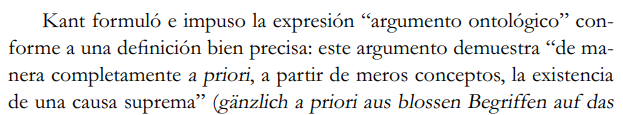 Kant formuló e impuso la expresión “argumento ontológico” con-
forme a una definición bien precisa: este argumento demuestra “de ma-
nera completamente a priori, a partir de meros conceptos, la existencia
de una causa suprema” (gänzlich a priori aus blossen Begriffen auf das